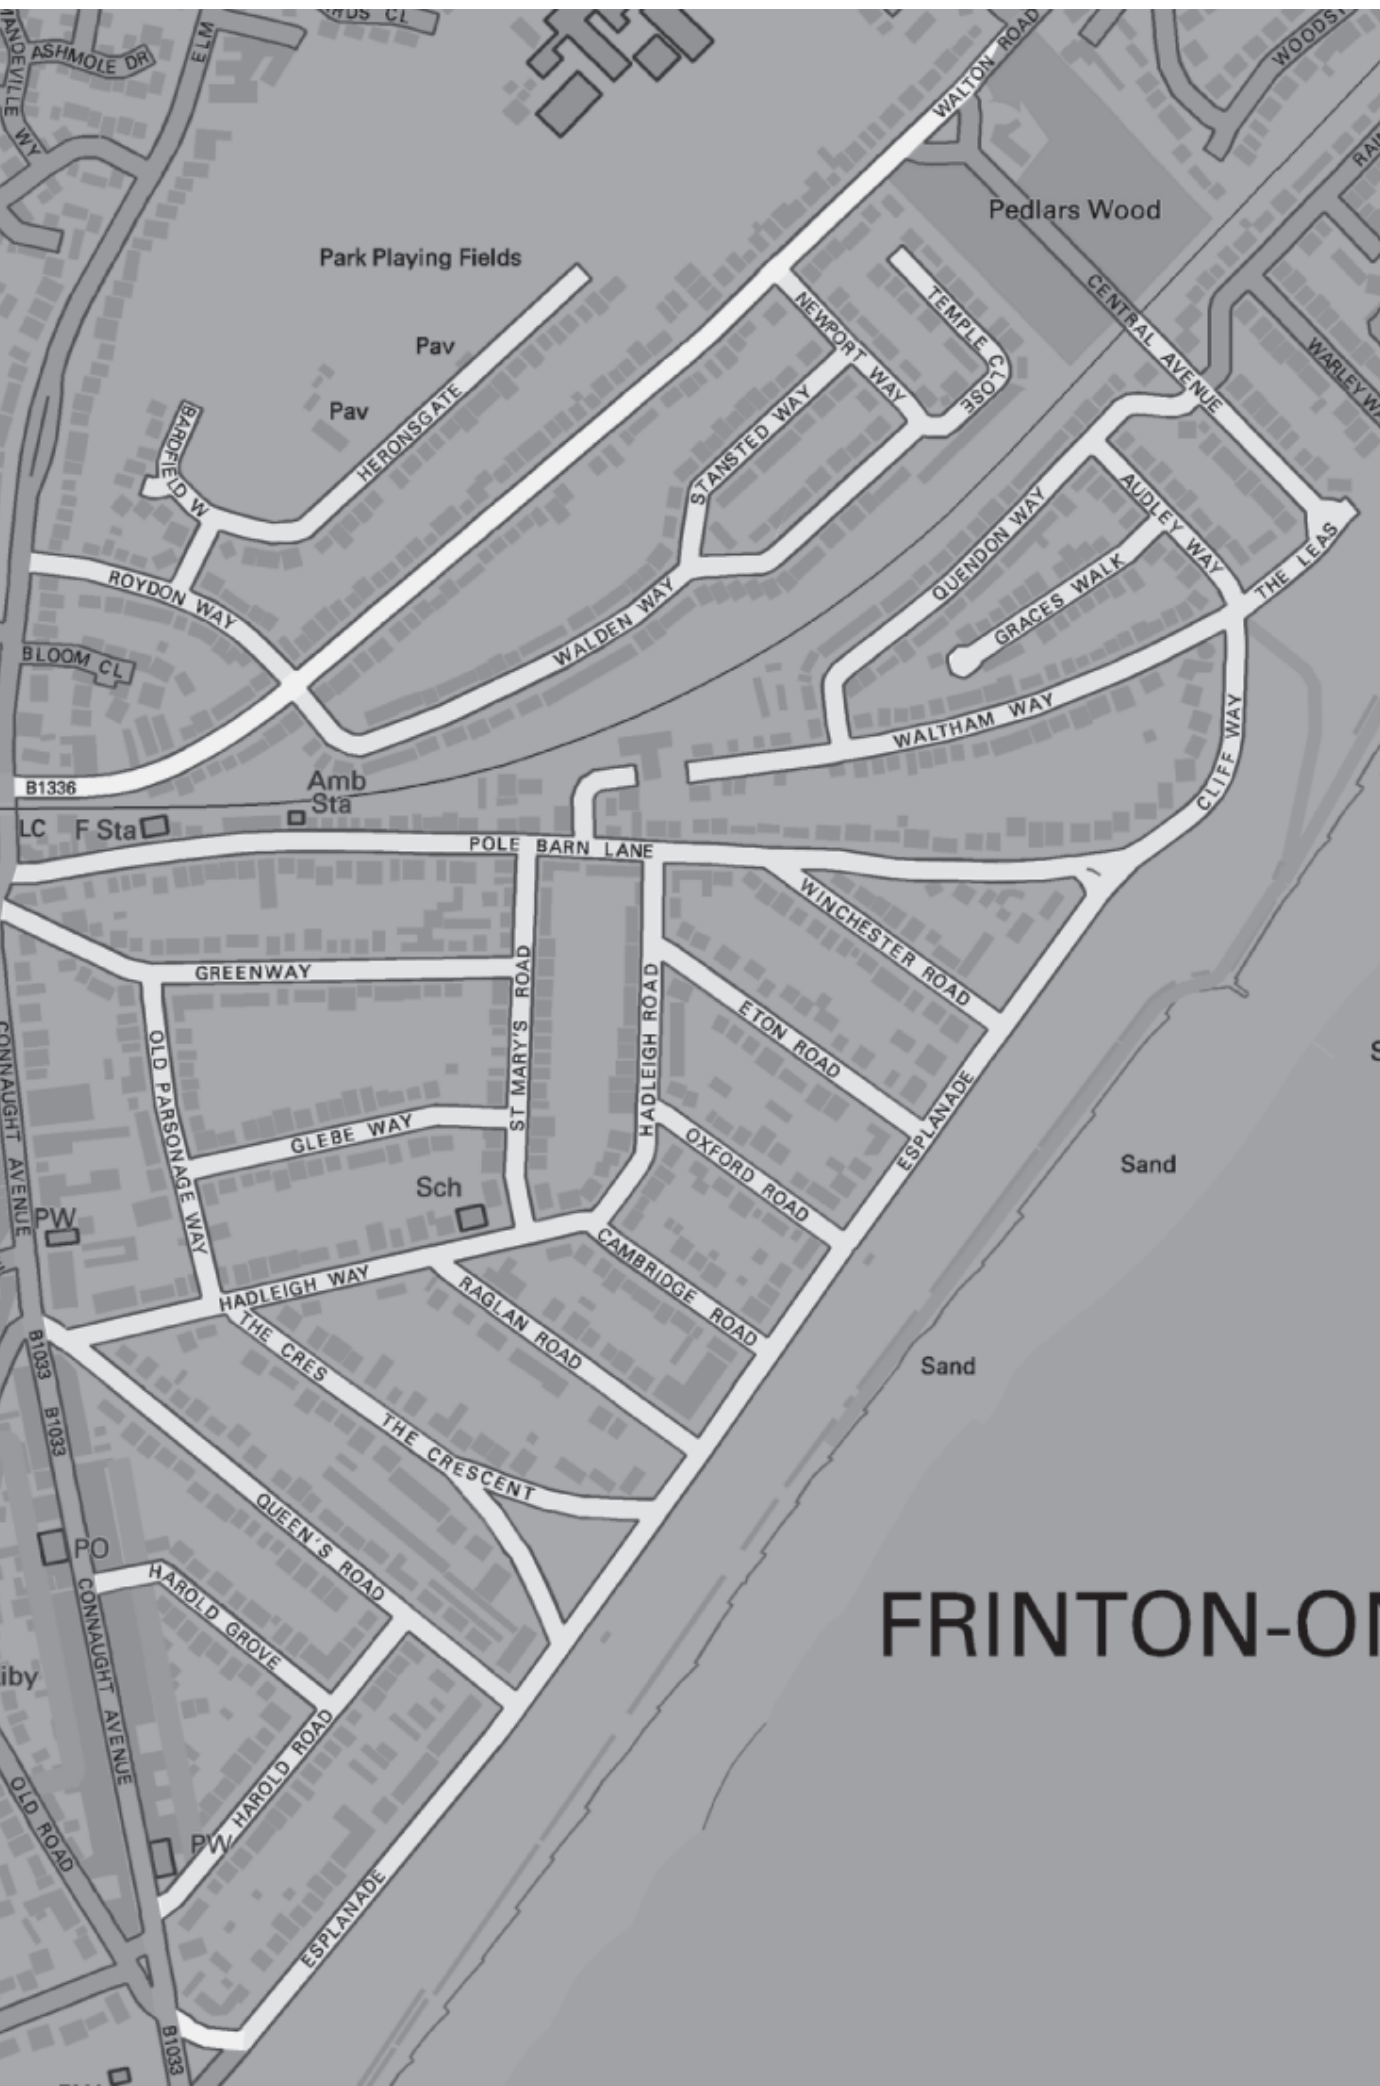 ASHMOLE DR
ELM
WALTON ROAD
Pedlars Wood
Park Playing Fields
CENTRAL AVENUE
TEMPLE CLOSE
NEWPORT WAY
Pav
Pav
WARLEY
HERONSGATE
STANSTED WAY
BARDFIELD W
AUDLEY WAY
QUENDON WAY
THE LEAS
GRACES WALK
ROYDON WAY
WALDEN WAY
BLOOM CL
WALTHAM WAY
CLIFF WAY
B1336
Amb
Sta
LC
F Sta
POLE BARN LANE
WINCHESTER ROAD
GREENWAY
ST MARY'S ROAD
HADLEIGH ROAD
ETON ROAD
OLD PARSONAGE WAY
CONNAUGHT AVENUE
GLEBE WAY
ESPLANADE
OXFORD ROAD
Sand
Sch
PW
CAMBRIDGE ROAD
HADLEIGH WAY
RAGLAN ROAD
THE CRES
B1033
Sand
B1033
THE CRESCENT
QUEEN'S ROAD
PO
HAROLD GROVE
FRINTON-ON
CONNAUGHT AVENUE
HAROLD ROAD
OLD ROAD
PW
ESPLANADE
B1033